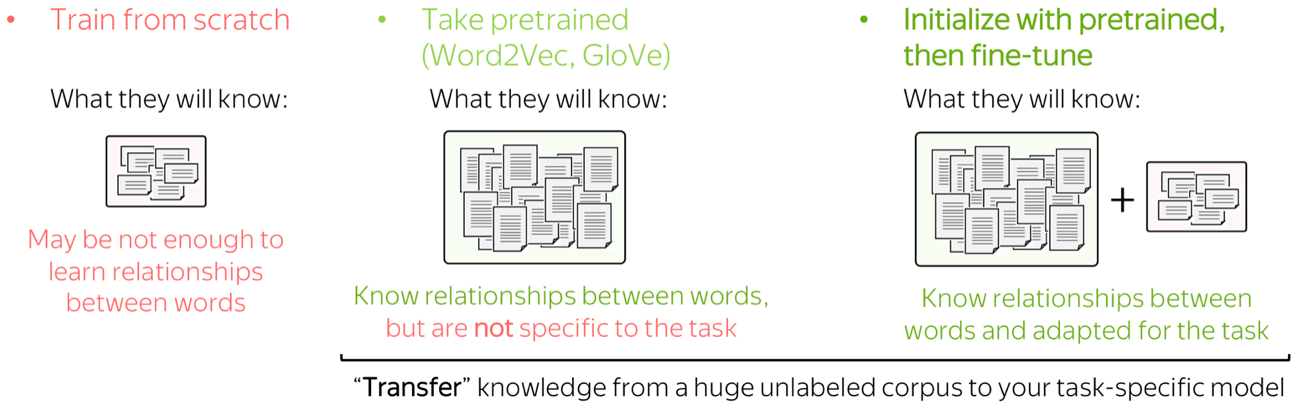 • Train from scratch
What they will know:
May be not enough to
learn relationships
between words
• Take pretrained
(Word2Vec, GloVe)
What they will know:
Know relationships between words,
but are not specific to the task
• Initialize with pretrained,
then fine-tune
What they will know:
+
Know relationships between
words and adapted for the task
“Transfer” knowledge from a huge unlabeled corpus to your task-specific model